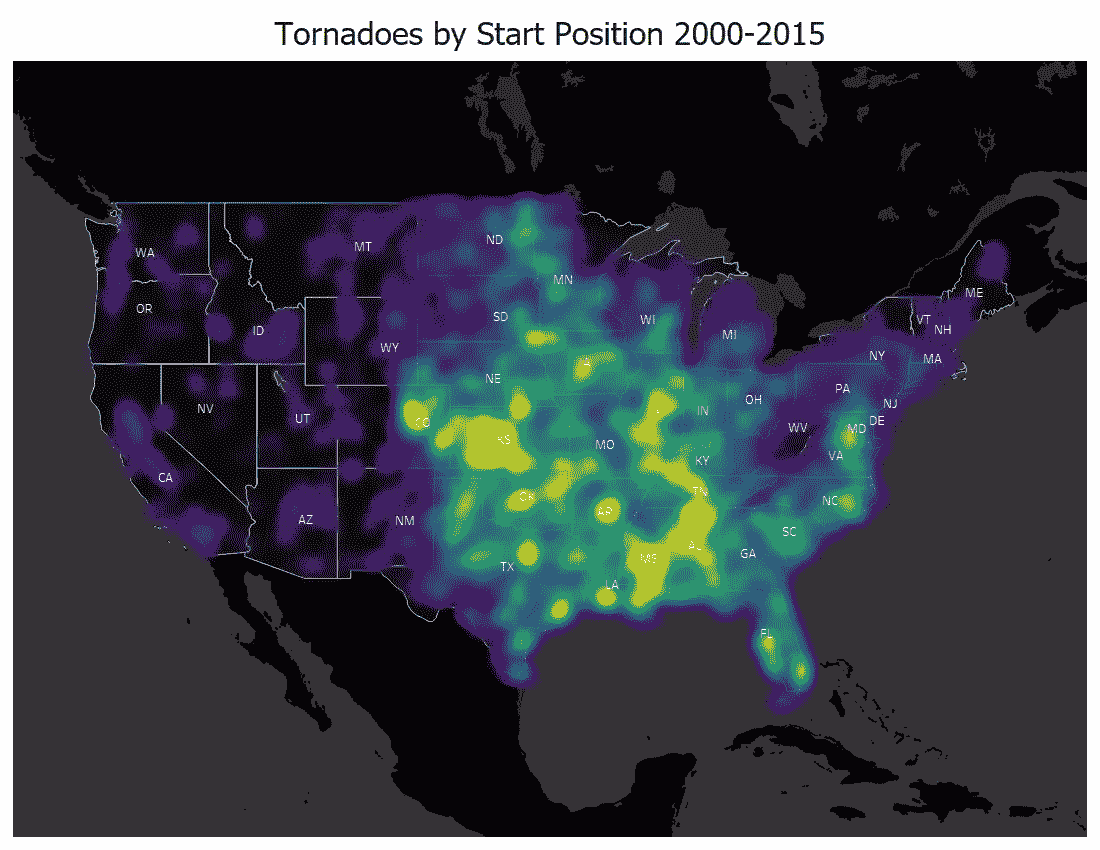 Tornadoes by Start Position 2000-2015
WA
MT
ND
ME
MN
OR
ID
SD
WI
VT
NH
MI
WY
NY
MA
NE
PA
NV
UT
CO
IN
OH
NJ
DE
MD
WV
KS
MO
VA
KY
CA
TN
OK
NC
AR
AZ
NM
SC
AL
GA
MS
TX
LA
FL